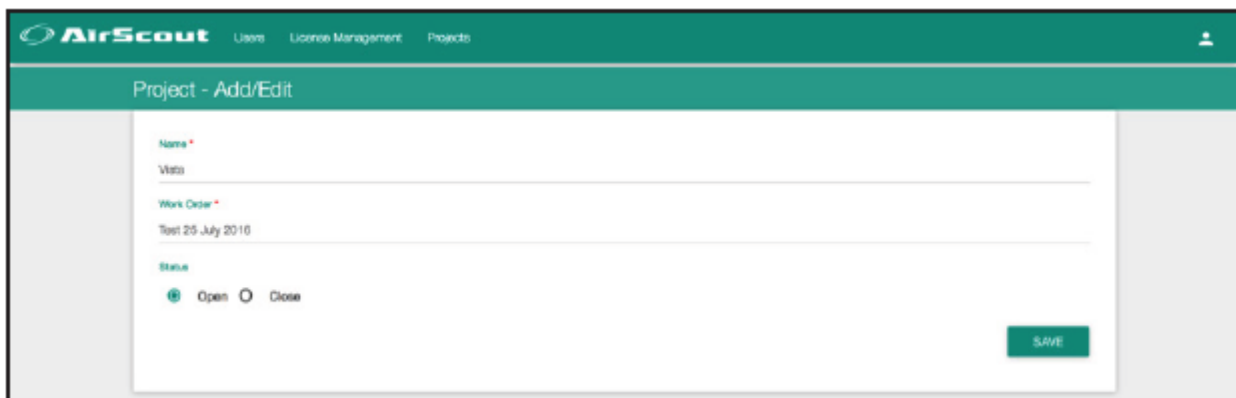 AirScout Users License Management Projects
Project - Add/Edit
Name *
Vista
Work Order *
Test 25 July 2016
Status
Open Close
SAVE